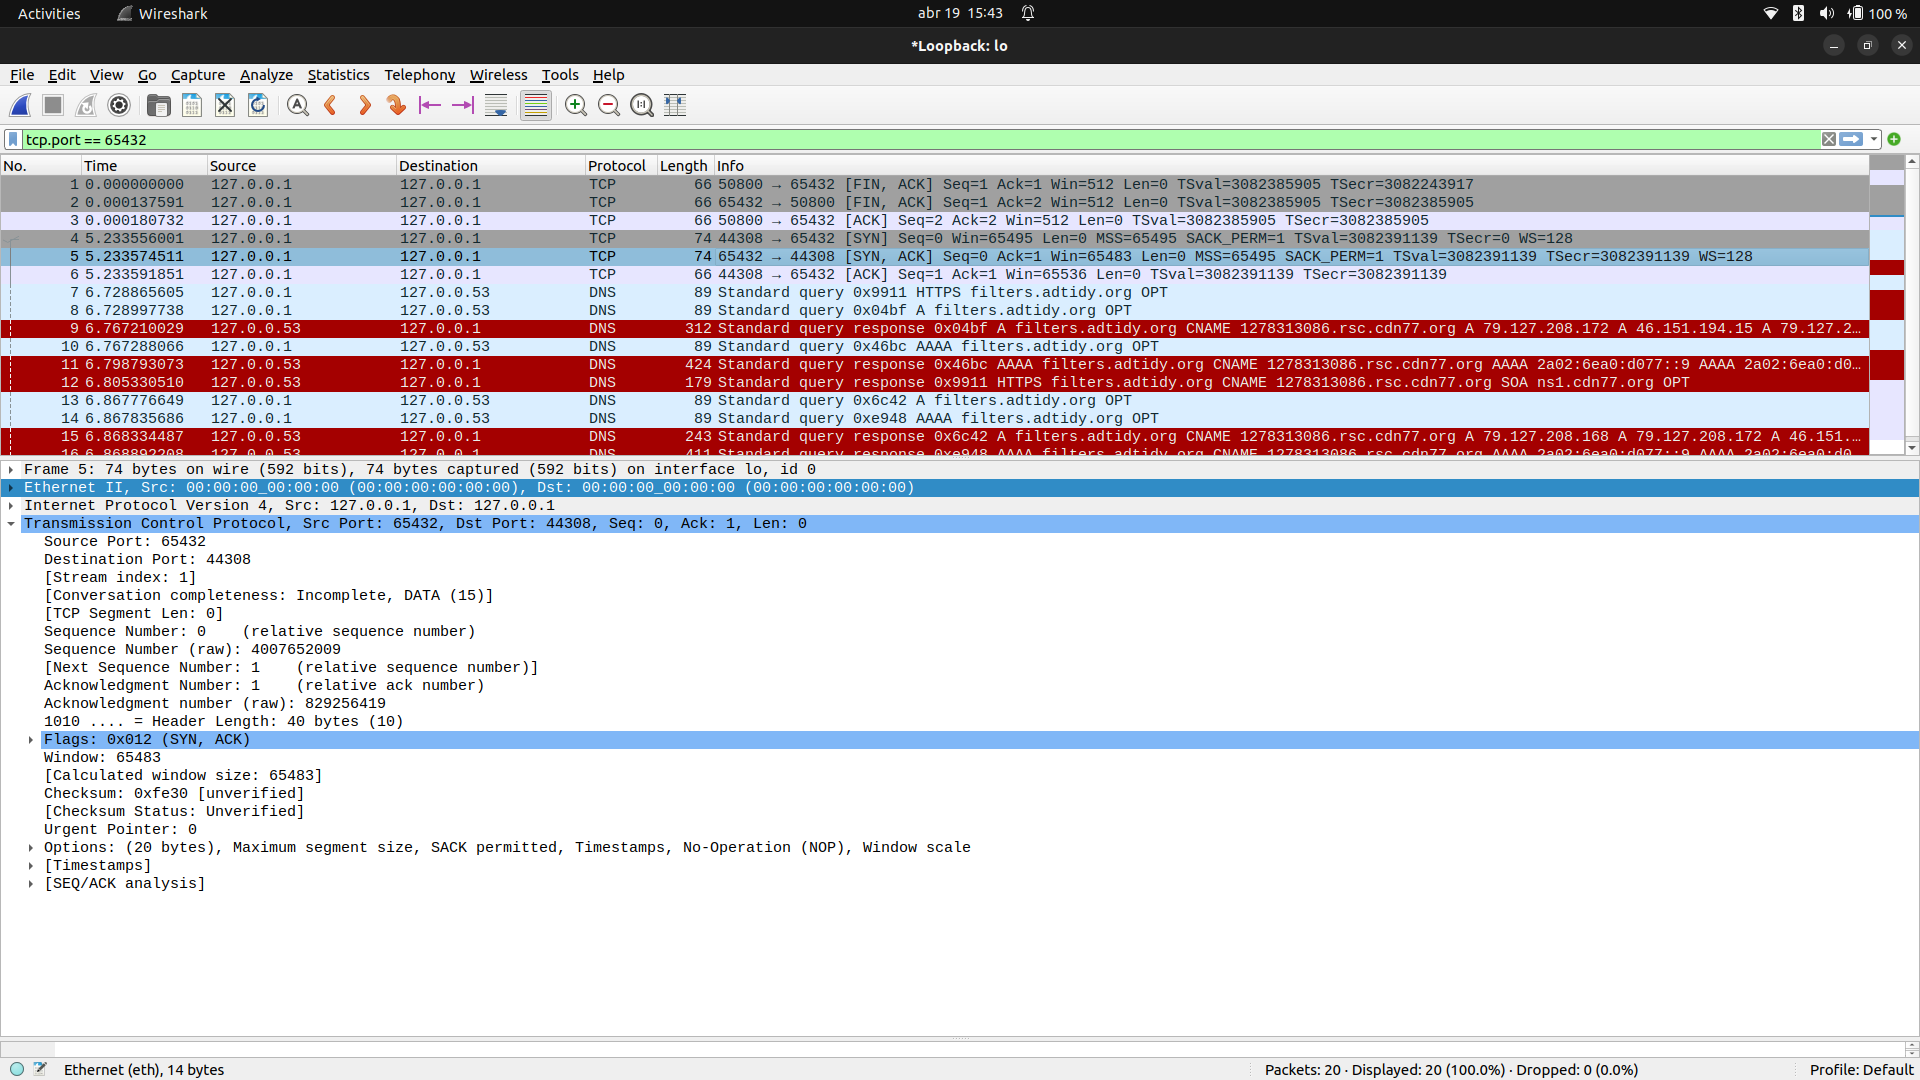 Activities Wireshark abr 19 15:43 100 %
*Loopback: lo
File Edit View Go Capture Analyze Statistics Telephony Wireless Tools Help
tcp.port == 65432
No. Time Source Destination Protocol Length Info
1 0.000000000 127.0.0.1 127.0.0.1 TCP 66 50800 → 65432 [FIN, ACK] Seq=1 Ack=1 Win=512 Len=0 TSval=3082385905 TSecr=3082243917
2 0.000137591 127.0.0.1 127.0.0.1 TCP 66 65432 → 50800 [FIN, ACK] Seq=1 Ack=2 Win=512 Len=0 TSval=3082385905 TSecr=3082385905
3 0.000180732 127.0.0.1 127.0.0.1 TCP 66 50800 → 65432 [ACK] Seq=2 Ack=2 Win=512 Len=0 TSval=3082385905 TSecr=3082385905
4 5.233556001 127.0.0.1 127.0.0.1 TCP 74 44308 → 65432 [SYN] Seq=0 Win=65495 Len=0 MSS=65495 SACK_PERM=1 TSval=3082391139 TSecr=0 WS=128
5 5.233574511 127.0.0.1 127.0.0.1 TCP 74 65432 → 44308 [SYN, ACK] Seq=0 Ack=1 Win=65483 Len=0 MSS=65495 SACK_PERM=1 TSval=3082391139 TSecr=3082391139 WS=128
6 5.233591851 127.0.0.1 127.0.0.1 TCP 66 44308 → 65432 [ACK] Seq=1 Ack=1 Win=65536 Len=0 TSval=3082391139 TSecr=3082391139
7 6.728865605 127.0.0.1 127.0.0.53 DNS 89 Standard query 0x9911 HTTPS filters.adtidy.org OPT
8 6.728997738 127.0.0.1 127.0.0.53 DNS 89 Standard query 0x04bf A filters.adtidy.org OPT
9 6.767210029 127.0.0.53 127.0.0.1 DNS 312 Standard query response 0x04bf A filters.adtidy.org CNAME 1278313086.rsc.cdn77.org A 79.127.208.172 A 46.151.194.15 A 79.127.2…
10 6.767288066 127.0.0.1 127.0.0.53 DNS 89 Standard query 0x46bc AAAA filters.adtidy.org OPT
11 6.798793073 127.0.0.53 127.0.0.1 DNS 424 Standard query response 0x46bc AAAA filters.adtidy.org CNAME 1278313086.rsc.cdn77.org AAAA 2a02:6ea0:d077::9 AAAA 2a02:6ea0:d0…
12 6.805330510 127.0.0.53 127.0.0.1 DNS 179 Standard query response 0x9911 HTTPS filters.adtidy.org CNAME 1278313086.rsc.cdn77.org SOA ns1.cdn77.org OPT
13 6.867776649 127.0.0.1 127.0.0.53 DNS 89 Standard query 0x6c42 A filters.adtidy.org OPT
14 6.867835686 127.0.0.1 127.0.0.53 DNS 89 Standard query 0xe948 AAAA filters.adtidy.org OPT
15 6.868334487 127.0.0.53 127.0.0.1 DNS 243 Standard query response 0x6c42 A filters.adtidy.org CNAME 1278313086.rsc.cdn77.org A 79.127.208.168 A 79.127.208.172 A 46.151.…
16 6.868892208 127.0.0.53 127.0.0.1 DNS 411 Standard query response 0xe948 AAAA filters.adtidy.org CNAME 1278313086.rsc.cdn77.org AAAA 2a02:6ea0:d077::9 AAAA 2a02:6ea0:d0…
Frame 5: 74 bytes on wire (592 bits), 74 bytes captured (592 bits) on interface lo, id 0
Ethernet II, Src: 00:00:00_00:00:00 (00:00:00:00:00:00), Dst: 00:00:00_00:00:00 (00:00:00:00:00:00)
Internet Protocol Version 4, Src: 127.0.0.1, Dst: 127.0.0.1
Transmission Control Protocol, Src Port: 65432, Dst Port: 44308, Seq: 0, Ack: 1, Len: 0
Source Port: 65432
Destination Port: 44308
[Stream index: 1]
[Conversation completeness: Incomplete, DATA (15)]
[TCP Segment Len: 0]
Sequence Number: 0 (relative sequence number)
Sequence Number (raw): 4007652009
[Next Sequence Number: 1 (relative sequence number)]
Acknowledgment Number: 1 (relative ack number)
Acknowledgment number (raw): 829256419
1010 .... = Header Length: 40 bytes (10)
Flags: 0x012 (SYN, ACK)
Window: 65483
[Calculated window size: 65483]
Checksum: 0xfe30 [unverified]
[Checksum Status: Unverified]
Urgent Pointer: 0
Options: (20 bytes), Maximum segment size, SACK permitted, Timestamps, No-Operation (NOP), Window scale
[Timestamps]
[SEQ/ACK analysis]
Ethernet (eth), 14 bytes Packets: 20 · Displayed: 20 (100.0%) · Dropped: 0 (0.0%) Profile: Default